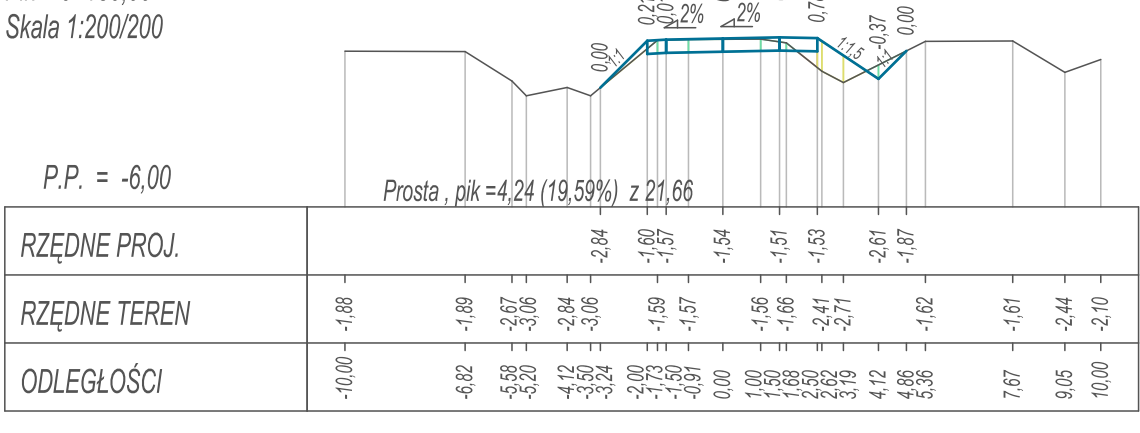 Skala 1:200/200
0,00
1:1
2%
2%
1:1,5
-0,37
1:1
0,00
P.P. = -6,00
Prosta , pik =4,24 (19,59%) z 21,66
RZĘDNE PROJ.
-2,84 -1,60 -1,57 -1,54 -1,51 -1,53 -2,61 -1,87
RZĘDNE TEREN
-1,88 -1,89 -2,67 -3,06 -2,84 -3,06 -1,59 -1,57 -1,56 -1,66 -2,41 -2,71 -1,62 -1,61 -2,44 -2,10
ODLEGŁOŚCI
-10,00 -6,82 -5,58 -5,20 -4,12 -3,50 -3,24 -2,00 -1,73 -1,50 -0,91 0,00 1,00 1,50 1,68 2,50 2,62 3,19 4,12 4,86 5,36 7,67 9,05 10,00